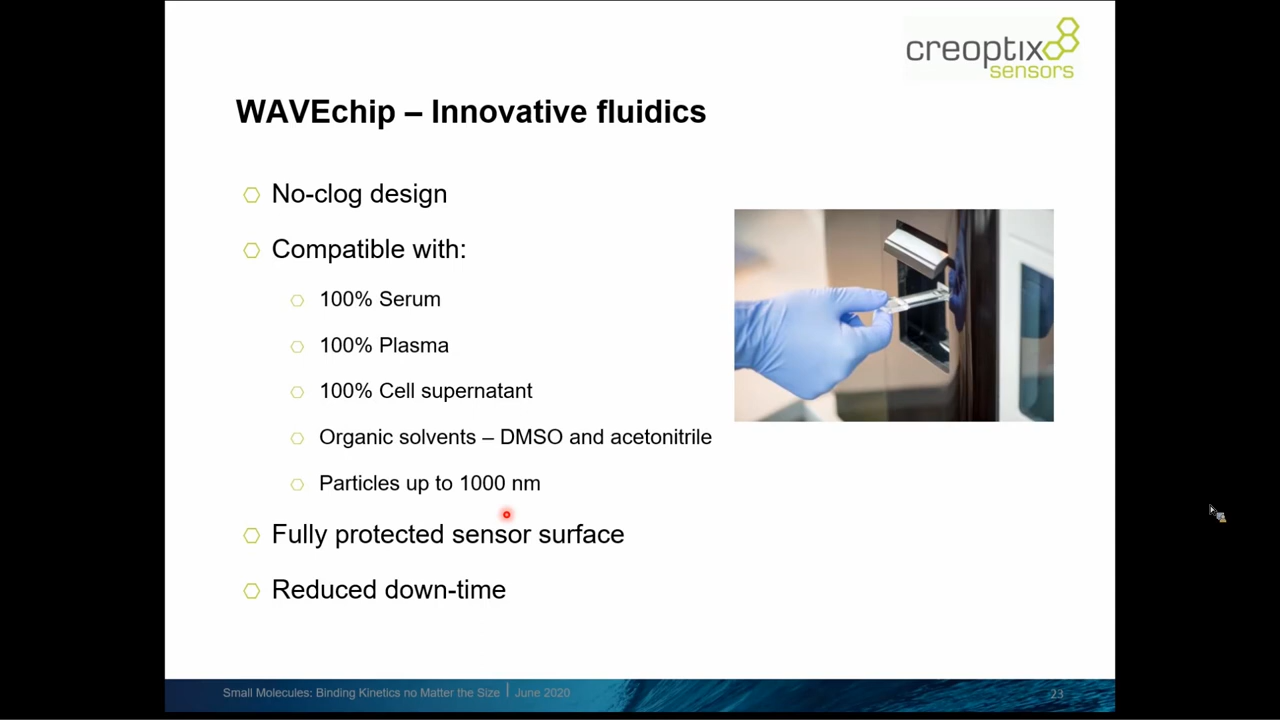 creoptix
sensors
WAVEchip – Innovative fluidics
No-clog design
Compatible with:
100% Serum
100% Plasma
100% Cell supernatant
Organic solvents – DMSO and acetonitrile
Particles up to 1000 nm
Fully protected sensor surface
Reduced down-time
Small Molecules: Binding Kinetics no Matter the Size | June 2020
23